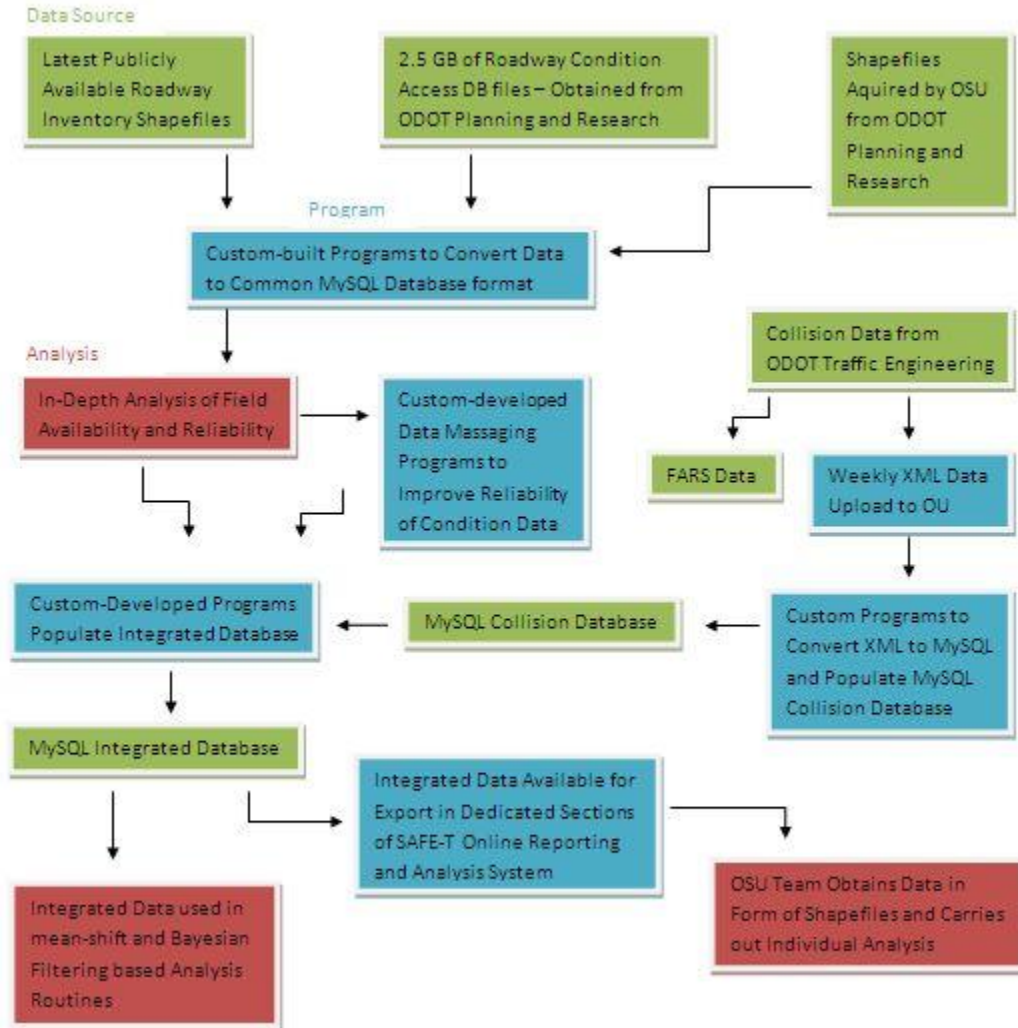 Data Source
Latest Publicly
Available Roadway
Inventory Shapefiles
2.5 GB of Roadway Condition
Access DB files – Obtained from
ODOT Planning and Research
Shapefiles
Aquired by OSU
from ODOT
Planning and
Research
Program
Custom-built Programs to Convert Data
to Common MySQL Database format
Analysis
In-Depth Analysis of Field
Availability and Reliability
Custom-developed
Data Massaging
Programs to
Improve Reliability
of Condition Data
Collision Data from
ODOT Traffic Engineering
FARS Data
Weekly XML Data
Upload to OU
Custom-Developed Programs
Populate Integrated Database
MySQL Collision Database
Custom Programs to
Convert XML to MySQL
and Populate MySQL
Collision Database
MySQL Integrated Database
Integrated Data Available for
Export in Dedicated Sections
of SAFE-T Online Reporting
and Analysis System
Integrated Data used in
mean-shift and Bayesian
Filtering based Analysis
Routines
OSU Team Obtains Data in
Form of Shapefiles and Carries
out Individual Analysis